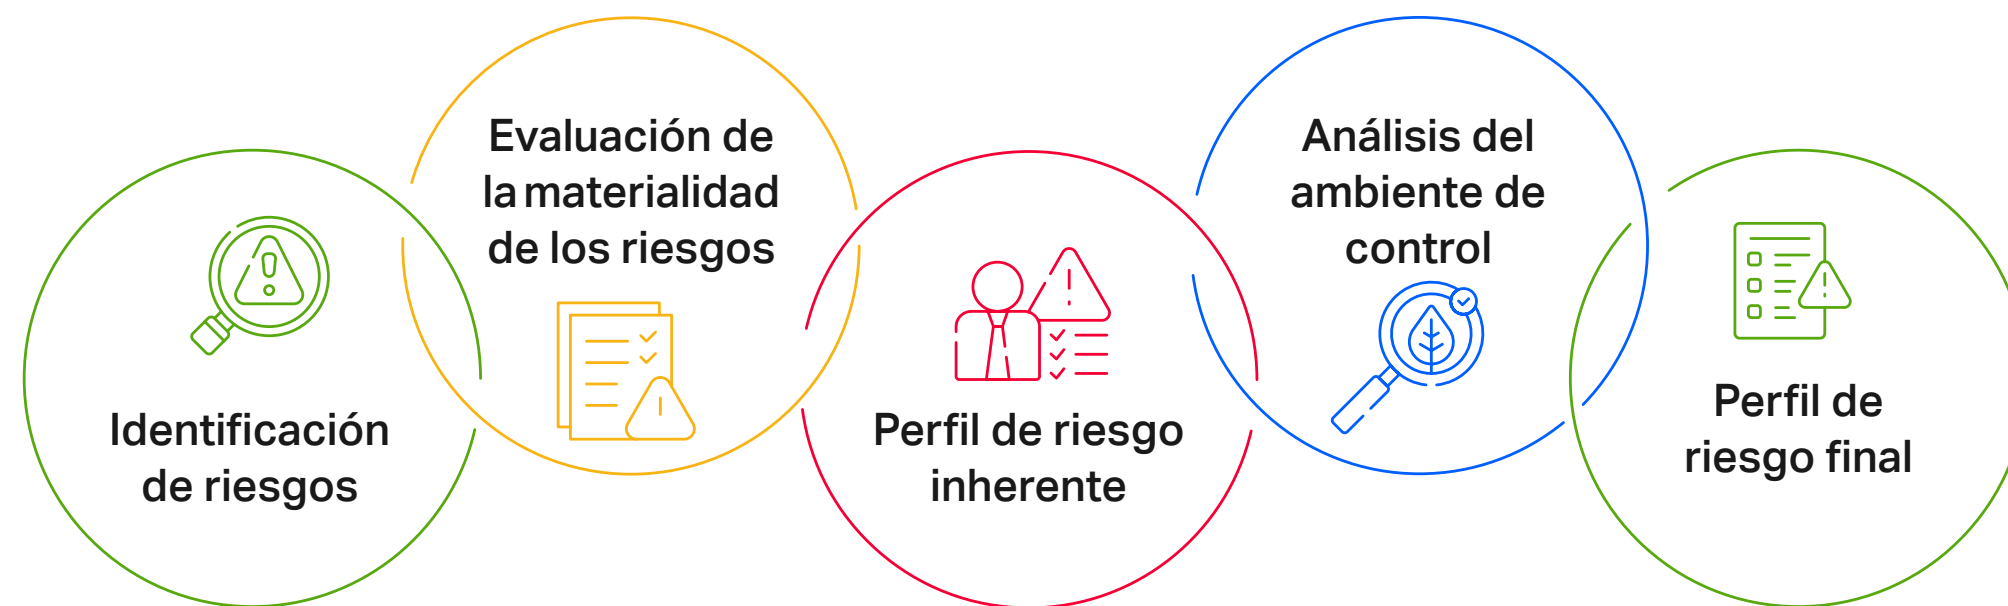 Identificación
de riesgos
Evaluación de
la materialidad
de los riesgos
Perfil de riesgo
inherente
Análisis del
ambiente de
control
Perfil de
riesgo final